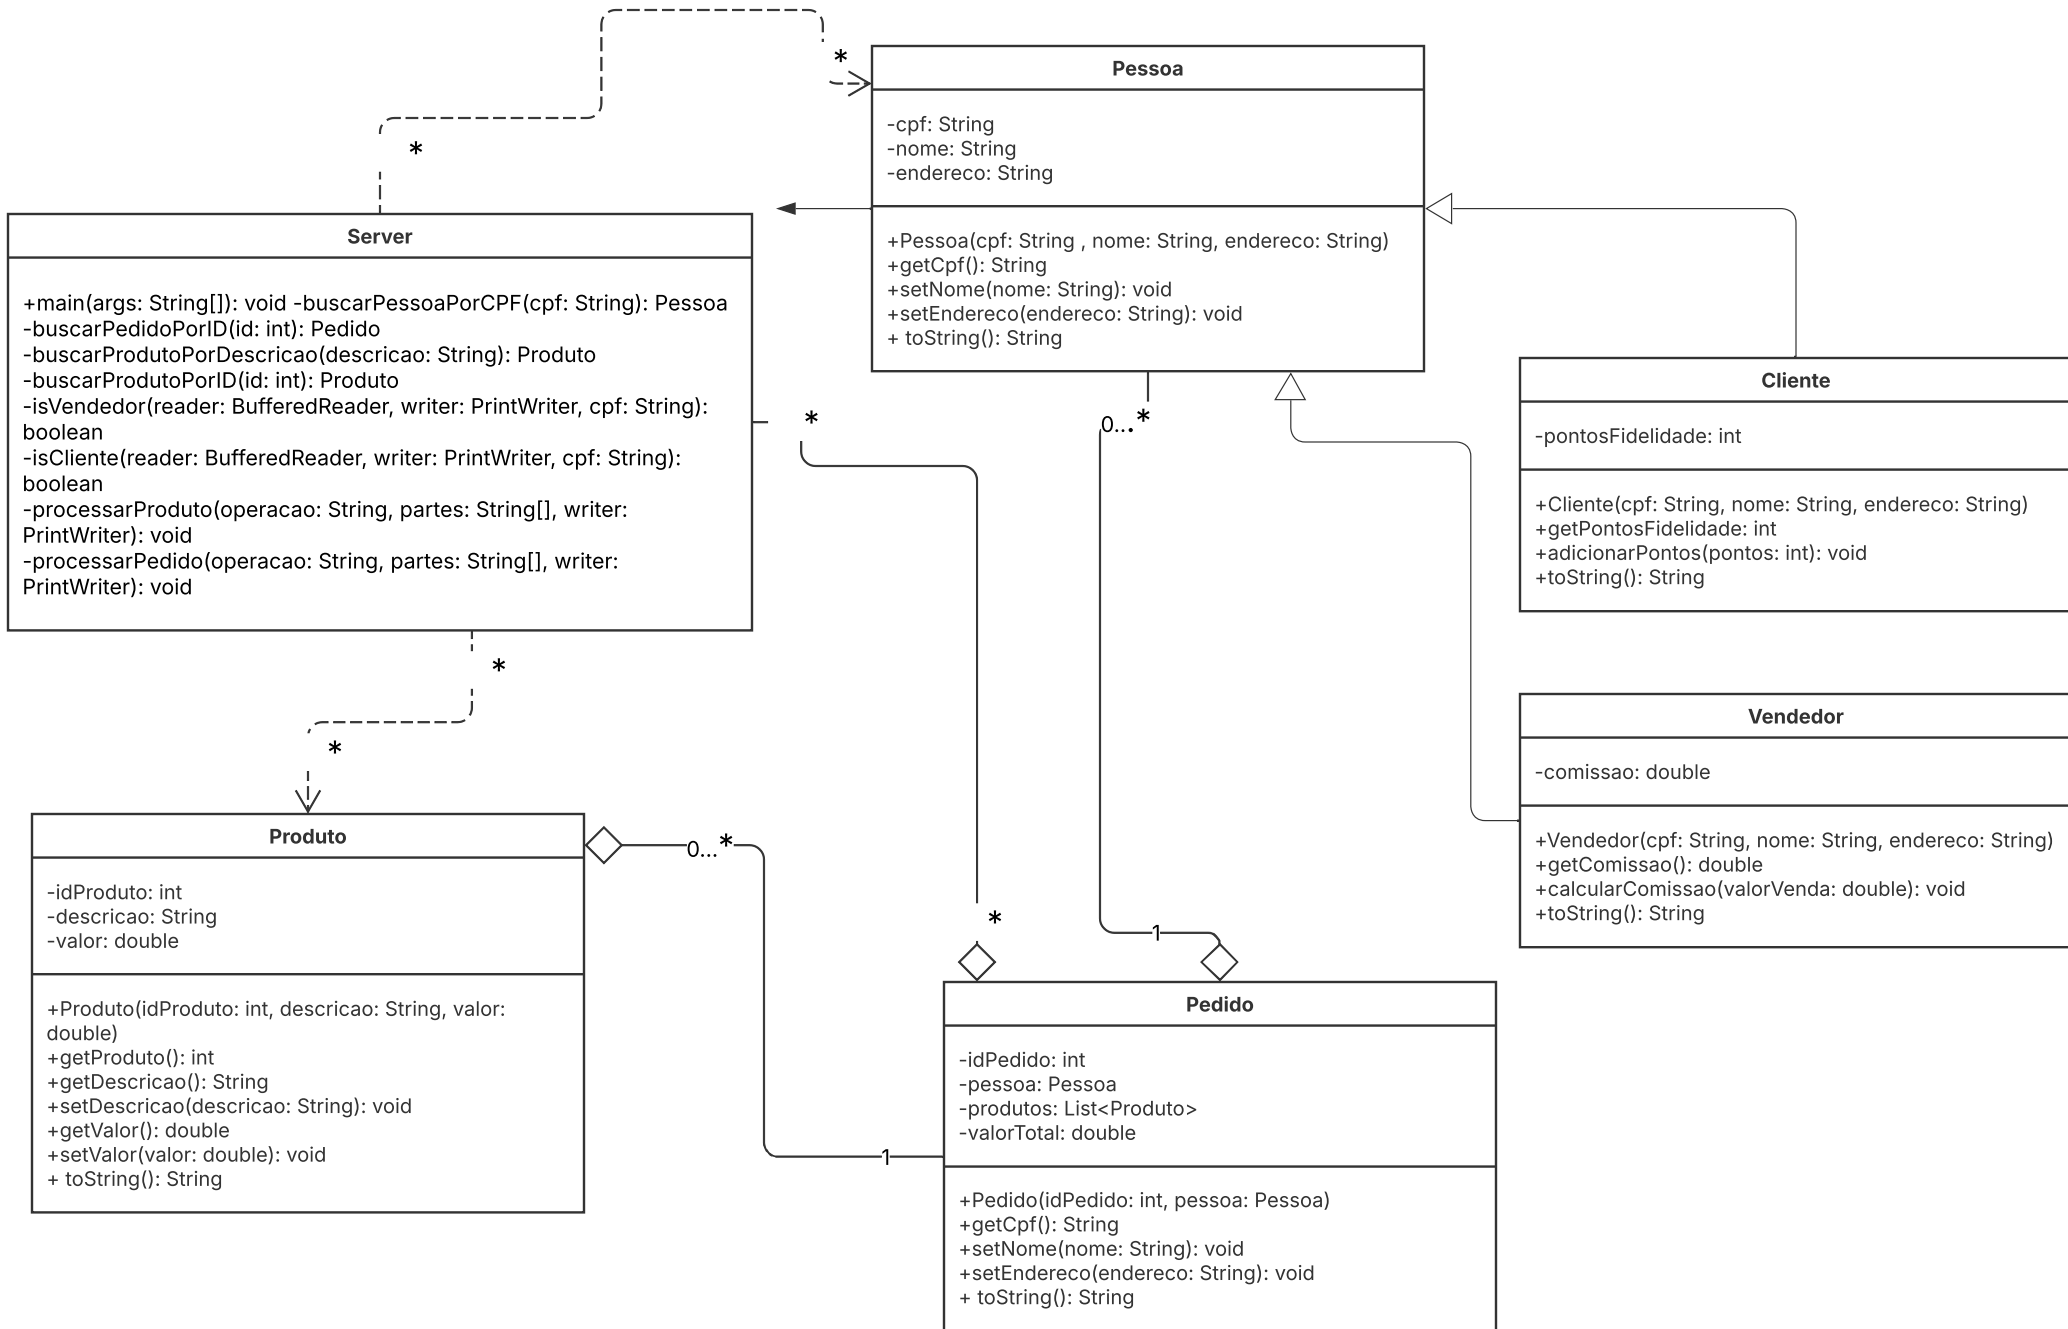 *
Pessoa
-cpf: String
-nome: String
-endereco: String
+Pessoa(cpf: String , nome: String, endereco: String)
+getCpf(): String
+setNome(nome: String): void
+setEndereco(endereco: String): void
+ toString(): String
*
Server
+main(args: String[]): void -buscarPessoaPorCPF(cpf: String): Pessoa
-buscarPedidoPorID(id: int): Pedido
-buscarProdutoPorDescricao(descricao: String): Produto
-buscarProdutoPorID(id: int): Produto
-isVendedor(reader: BufferedReader, writer: PrintWriter, cpf: String):
boolean
-isCliente(reader: BufferedReader, writer: PrintWriter, cpf: String):
boolean
-processarProduto(operacao: String, partes: String[], writer:
PrintWriter): void
-processarPedido(operacao: String, partes: String[], writer:
PrintWriter): void
*
0...*
Cliente
-pontosFidelidade: int
+Cliente(cpf: String, nome: String, endereco: String)
+getPontosFidelidade: int
+adicionarPontos(pontos: int): void
+toString(): String
*
*
Vendedor
-comissao: double
+Vendedor(cpf: String, nome: String, endereco: String)
+getComissao(): double
+calcularComissao(valorVenda: double): void
+toString(): String
Produto
-idProduto: int
-descricao: String
-valor: double
+Produto(idProduto: int, descricao: String, valor:
double)
+getProduto(): int
+getDescricao(): String
+setDescricao(descricao: String): void
+getValor(): double
+setValor(valor: double): void
+ toString(): String
0...*
1
*
1
Pedido
-idPedido: int
-pessoa: Pessoa
-produtos: List<Produto>
-valorTotal: double
+Pedido(idPedido: int, pessoa: Pessoa)
+getCpf(): String
+setNome(nome: String): void
+setEndereco(endereco: String): void
+ toString(): String